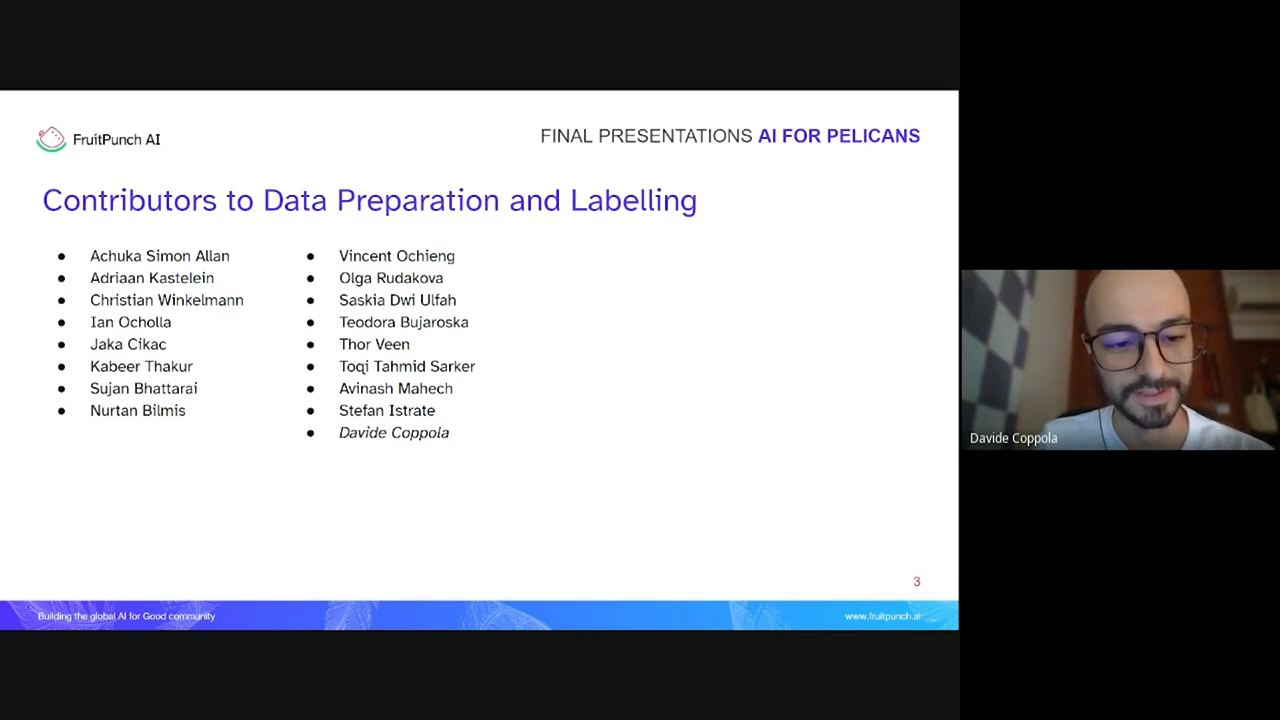 FruitPunch AI
FINAL PRESENTATIONS AI FOR PELICANS
Contributors to Data Preparation and Labelling
● Achuka Simon Allan
● Adriaan Kastelein
● Christian Winkelmann
● Ian Ocholla
● Jaka Cikac
● Kabeer Thakur
● Sujan Bhattarai
● Nurtan Bilmis
● Vincent Ochieng
● Olga Rudakova
● Saskia Dwi Ulfah
● Teodora Bujaroska
● Thor Veen
● Toqi Tahmid Sarker
● Avinash Mahech
● Stefan Istrate
● Davide Coppola
3
Building the global AI for Good community
www.fruitpunch.ai
Davide Coppola